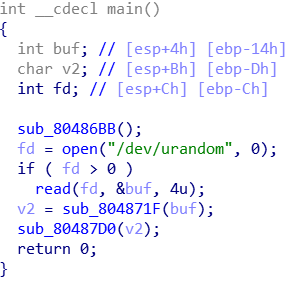 int __cdecl main()
{
  int buf; // [esp+4h] [ebp-14h]
  char v2; // [esp+Bh] [ebp-Dh]
  int fd; // [esp+Ch] [ebp-Ch]

  sub_80486BB();
  fd = open("/dev/urandom", 0);
  if ( fd > 0 )
    read(fd, &buf, 4u);
  v2 = sub_804871F(buf);
  sub_80487D0(v2);
  return 0;
}